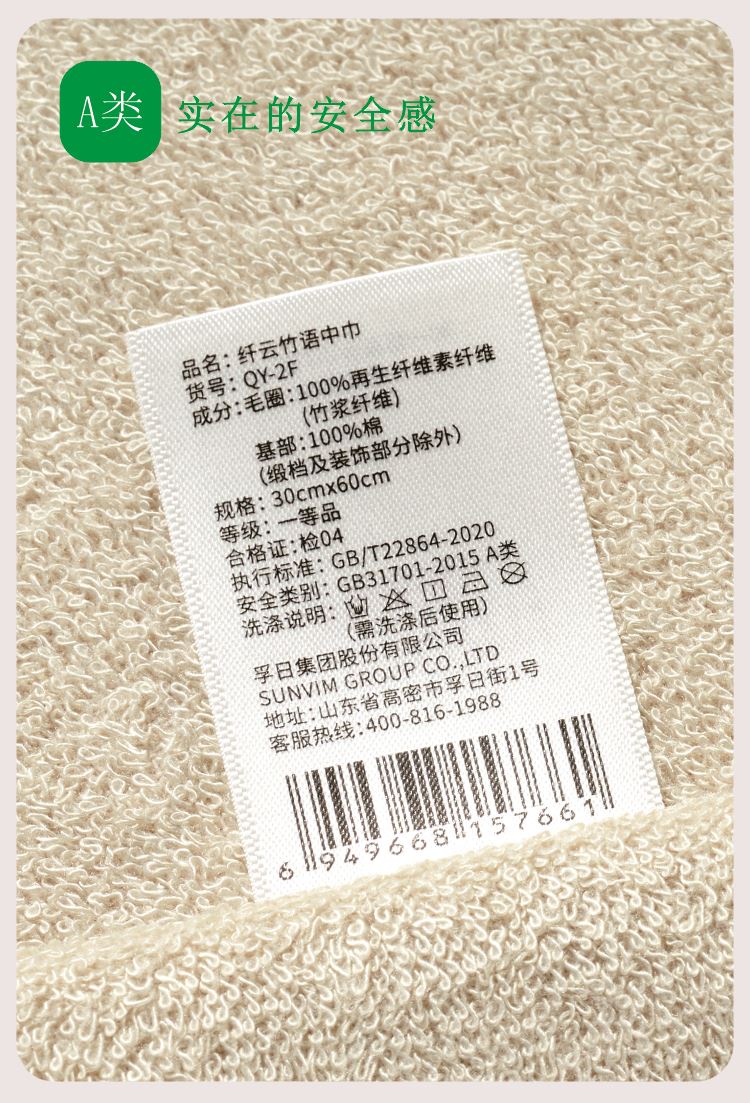 A类
实在的安全感
品名：纤云竹语中巾
货号：QY-2F
成分：毛圈：100%再生纤维素纤维
(竹浆纤维)
基部：100%棉
（缎档及装饰部分除外）
规格：30cmx60cm
等级：一等品
合格证：检04
执行标准：GB/T22864-2020
安全类别：GB31701-2015 A类
洗涤说明：
（需洗涤后使用）
孚日集团股份有限公司
SUNVIM GROUP CO.,LTD
地址：山东省高密市孚日街1号
客服热线：400-816-1988
6 949668 157661